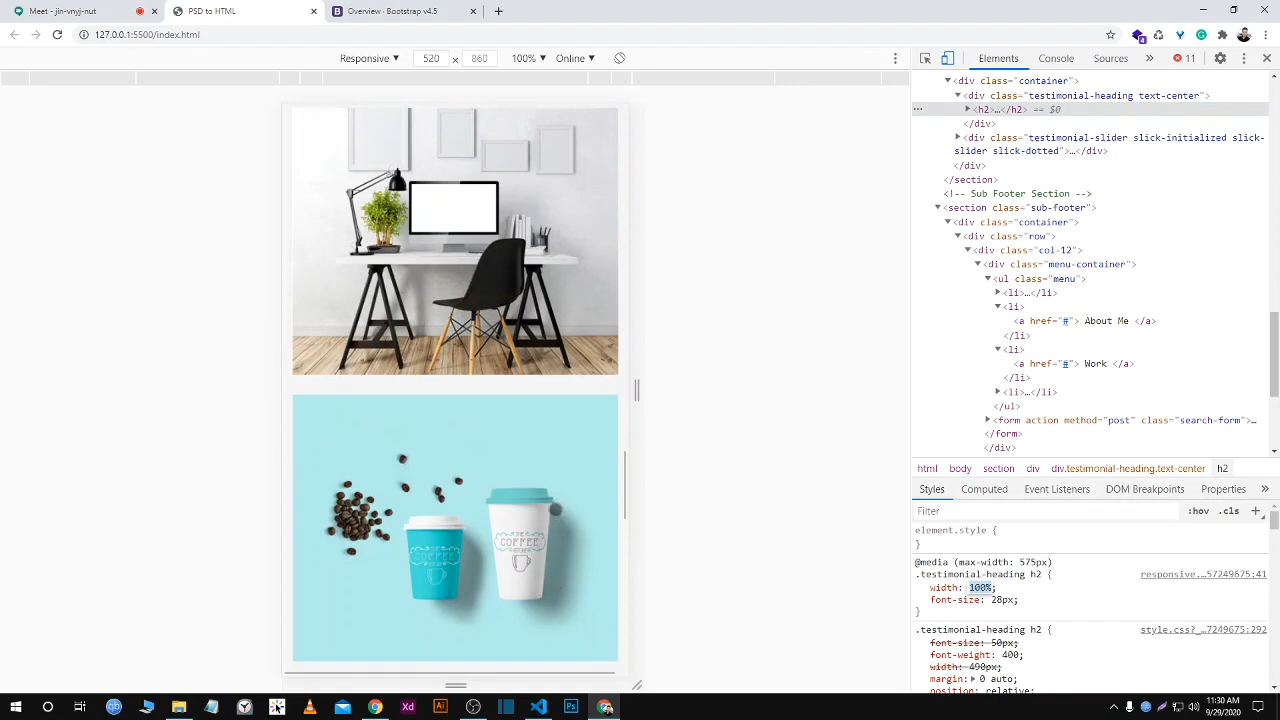 Meet - jin-vnyj-nut
PSD to HTML
Overview · Bootstrap v4.5
127.0.0.1:5500/index.html
4
Responsive ▼ 520 × 860 100% ▼ Online ▼
Elements Console Sources » 11
<div class="container">
<div class="testimonial-heading text-center">
<h2>…</h2> == $0
</div>
<div class="testimonial-slider slick-initialized slick-
slider slick-dotted">…</div>
</div>
</section>
<!-- Sub Footer Section -->
<section class="sub-footer">
<div class="container">
<div class="row">
<div class="col-12">
<div class="menu-container">
<ul class="menu">
<li>…</li>
<li>
<a href="#"> About Me </a>
</li>
<li>
<a href="#"> Work </a>
</li>
<li>…</li>
</ul>
<form action method="post" class="search-form">…
</form>
</div>
html body section div div.testimonial-heading.text-center h2
Styles Computed Event Listeners DOM Breakpoints Properties »
Filter :hov .cls +
element.style {
}
@media (max-width: 575px)
.testimonial-heading h2 { responsive.…57249675:41
width: 100%;
font-size: 28px;
}
.testimonial-heading h2 { style.css?_…7249675:292
font-size: 50px;
font-weight: 400;
width: 490px;
margin: 0 auto;
position: relative;
COFFEE
COFFEE
Xd Ai Ps
11:30 AM
9/29/2020